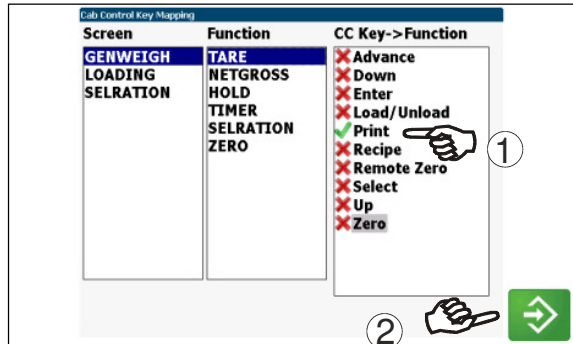 Cab Control Key Mapping
Screen
GENWEIGH
LOADING
SELRATION
Function
TARE
NETGROSS
HOLD
TIMER
SELRATION
ZERO
CC Key->Function
Advance
Down
Enter
Load/Unload
Print
Recipe
Remote Zero
Select
Up
Zero
1
2